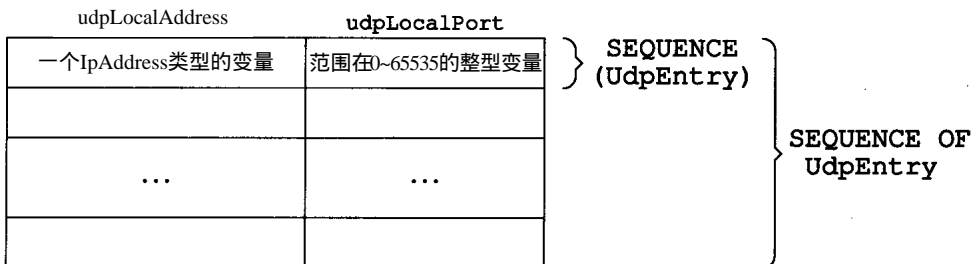 udpLocalAddress udpLocalPort
一个IpAddress类型的变量 范围在0~65535的整型变量
SEQUENCE
(UdpEntry)
SEQUENCE OF
UdpEntry
... ...